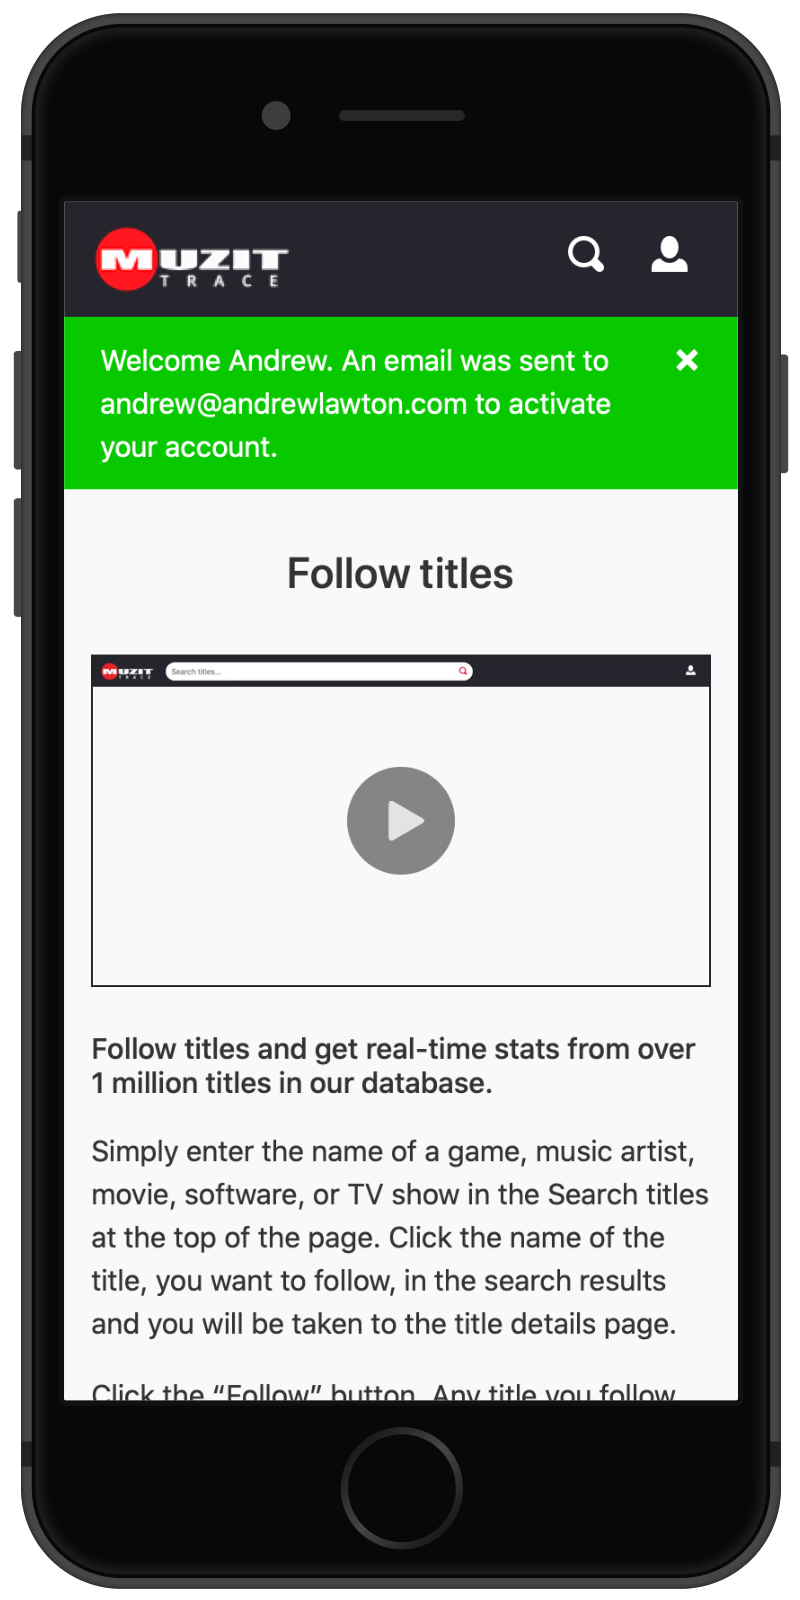 MUZIT
TRACE
Welcome Andrew. An email was sent to
andrew@andrewlawton.com to activate
your account.
Follow titles
MUZIT
TRACE
Search titles...
Follow titles and get real-time stats from over
1 million titles in our database.
Simply enter the name of a game, music artist,
movie, software, or TV show in the Search titles
at the top of the page. Click the name of the
title, you want to follow, in the search results
and you will be taken to the title details page.
Click the “Follow” button. Any title you follow